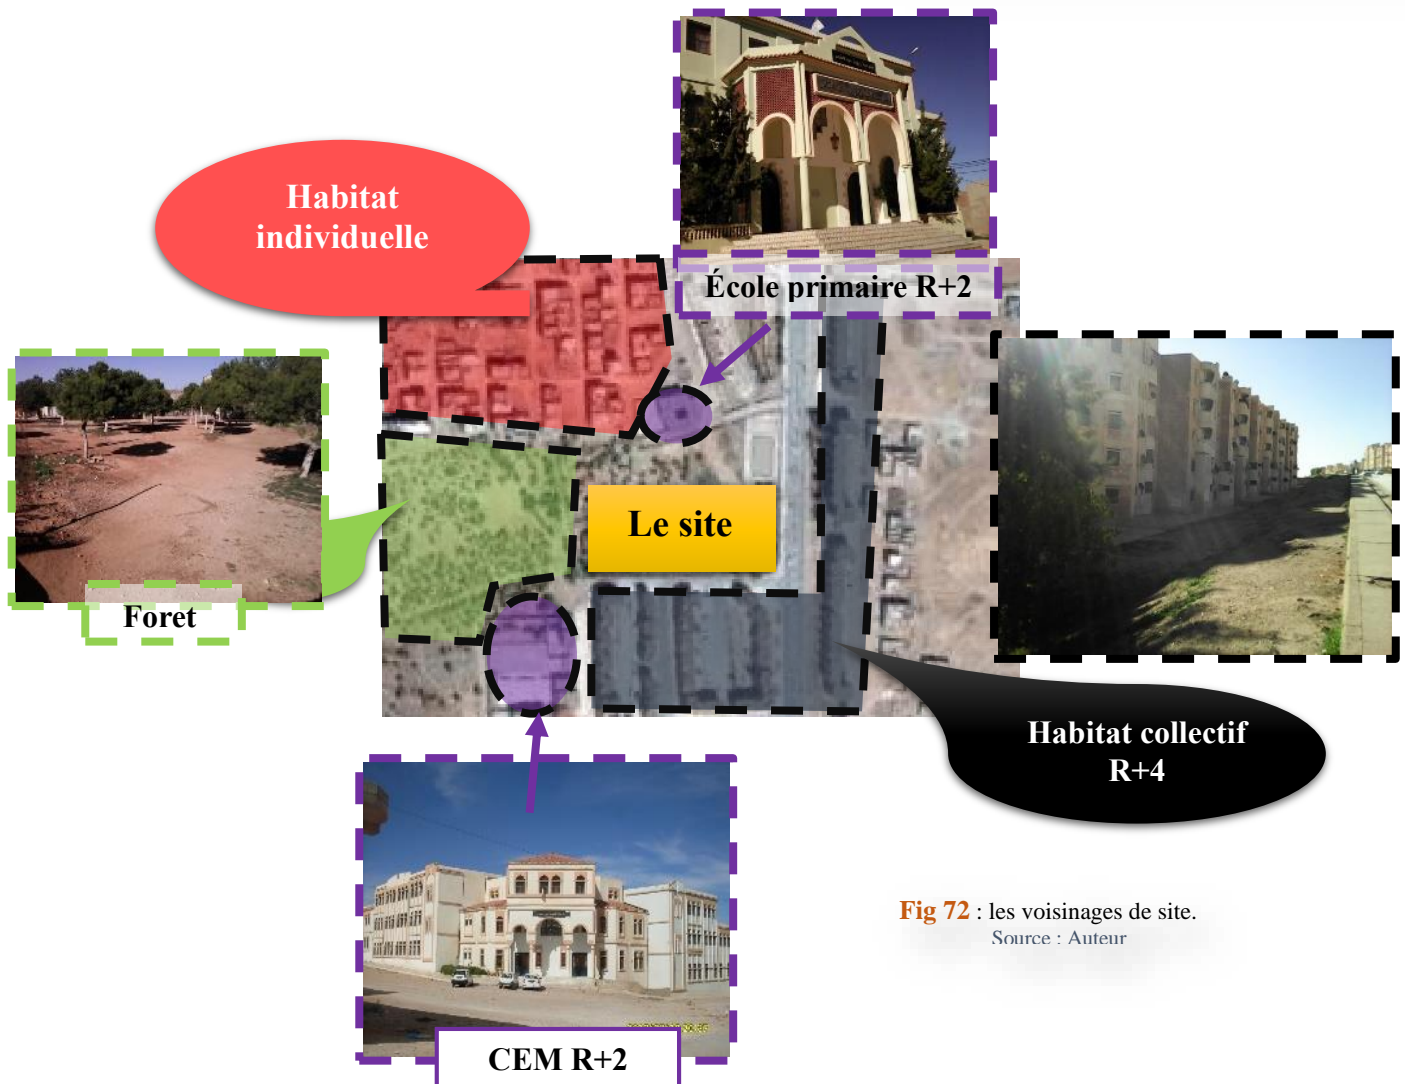 Habitat
individuelle
École primaire R+2
Le site
Foret
Habitat collectif
R+4
CEM R+2
Fig 72 : les voisinages de site.
Source : Auteur